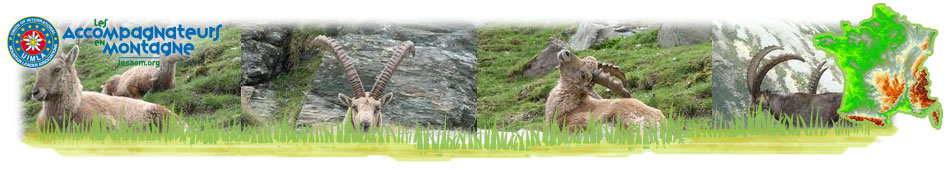 Les
Accompagnateurs
en
Montagne
lesaem.org
UIMLA